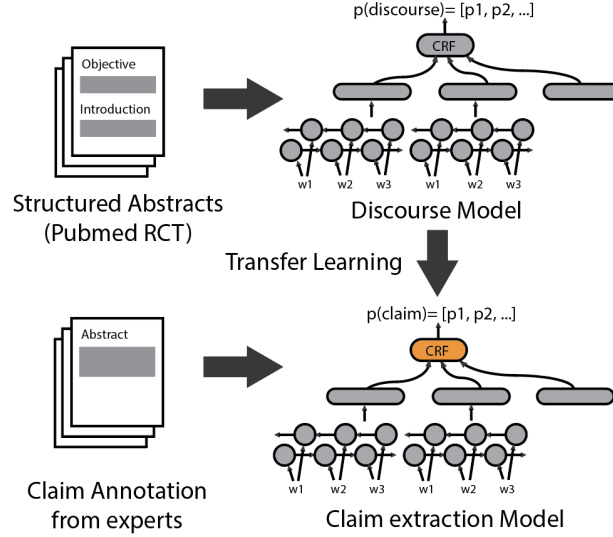 p(discourse)= [p1, p2, ...]
CRF
Objective
Introduction
w1 w2 w3 w1 w2 w3
Structured Abstracts
(Pubmed RCT)
Discourse Model
Transfer Learning
p(claim)= [p1, p2, ...]
CRF
Abstract
w1 w2 w3 w1 w2 w3
Claim Annotation
from experts
Claim extraction Model